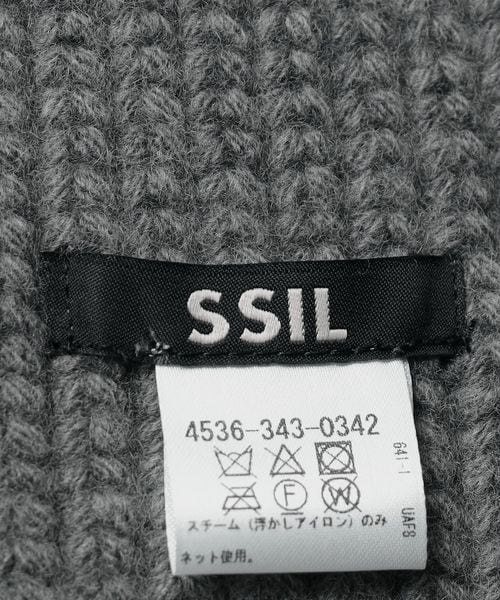 SSIL
4536-343-0342
F W
スチーム(浮かしアイロン)のみ
ネット使用。
641-1 UAF8